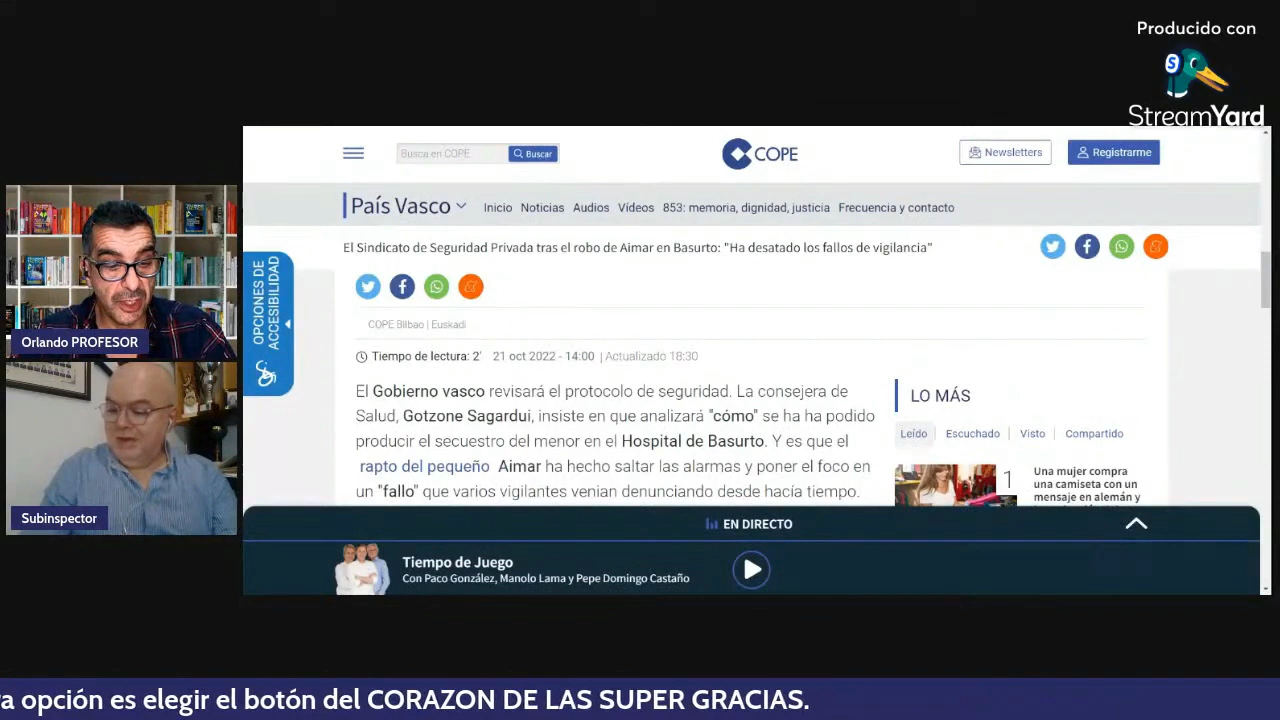 Producido con
StreamYard
Busca en COPE
Buscar
COPE
Newsletters
Registrarme
País Vasco
Inicio Noticias Audios Vídeos 853: memoria, dignidad, justicia Frecuencia y contacto
El Sindicato de Seguridad Privada tras el robo de Aimar en Basurto: "Ha desatado los fallos de vigilancia"
OPCIONES DE
ACCESIBILIDAD
COPE Bilbao | Euskadi
Tiempo de lectura: 2' 21 oct 2022 - 14:00 | Actualizado 18:30
El Gobierno vasco revisará el protocolo de seguridad. La consejera de
Salud, Gotzone Sagardui, insiste en que analizará "cómo" se ha ha podido
producir el secuestro del menor en el Hospital de Basurto. Y es que el
rapto del pequeño Aimar ha hecho saltar las alarmas y poner el foco en
un "fallo" que varios vigilantes venian denunciando desde hacía tiempo.
LO MÁS
Leído Escuchado Visto Compartido
1
Una mujer compra
una camiseta con un
mensaje en alemán y
Orlando PROFESOR
Subinspector
EN DIRECTO
Tiempo de Juego
Con Paco González, Manolo Lama y Pepe Domingo Castaño
opción es elegir el botón del CORAZON DE LAS SUPER GRACIAS.